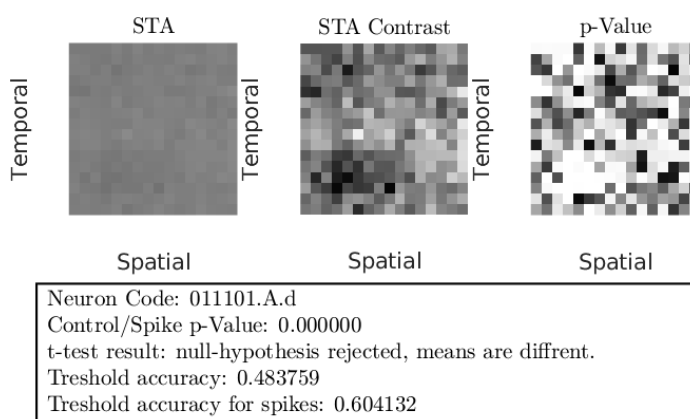 STA
STA Contrast
p-Value
Temporal
Temporal
Temporal
Spatial
Spatial
Spatial
Neuron Code: 011101.A.d
Control/Spike p-Value: 0.000000
t-test result: null-hypothesis rejected, means are diffrent.
Treshold accuracy: 0.483759
Treshold accuracy for spikes: 0.604132